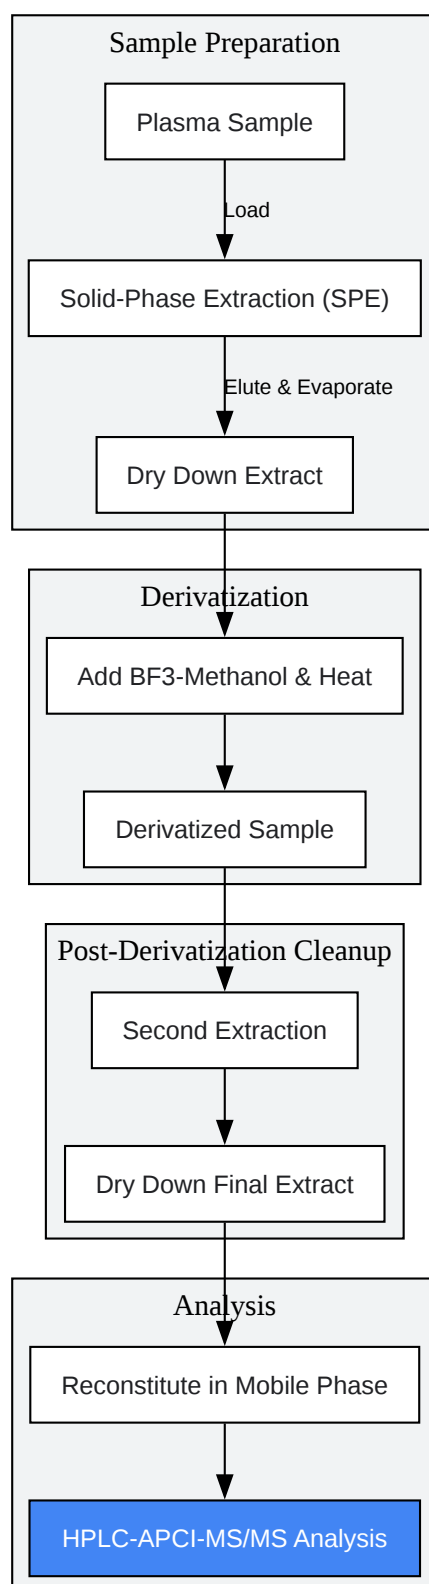 Sample Preparation
Plasma Sample
Load
Solid-Phase Extraction (SPE)
Elute & Evaporate
Dry Down Extract
Derivatization
Add BF3-Methanol & Heat
Derivatized Sample
Post-Derivatization Cleanup
Second Extraction
Dry Down Final Extract
Analysis
Reconstitute in Mobile Phase
HPLC-APCI-MS/MS Analysis